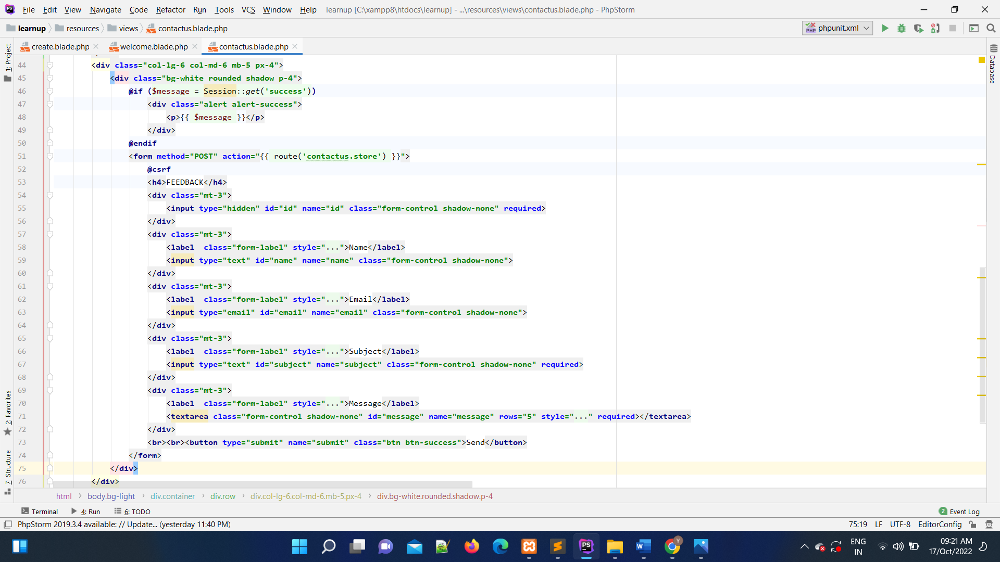 File Edit View Navigate Code Refactor Run Tools VCS Window Help learnup [C:\xampp8\htdocs\learnup] - ...\resources\views\contactus.blade.php - PhpStorm
learnup resources views contactus.blade.php phpunit.xml
create.blade.php welcome.blade.php contactus.blade.php
1: Project
Database
44 <div class="col-lg-6 col-md-6 mb-5 px-4">
45 <div class="bg-white rounded shadow p-4">
46 @if ($message = Session::get('success'))
47 <div class="alert alert-success">
48 <p>{{ $message }}</p>
49 </div>
50 @endif
51 <form method="POST" action="{{ route('contactus.store') }}">
52 @csrf
53 <h4>FEEDBACK</h4>
54 <div class="mt-3">
55 <input type="hidden" id="id" name="id" class="form-control shadow-none" required>
56 </div>
57 <div class="mt-3">
58 <label  class="form-label" style="...">Name</label>
59 <input type="text" id="name" name="name" class="form-control shadow-none">
60 </div>
61 <div class="mt-3">
62 <label  class="form-label" style="...">Email</label>
63 <input type="email" id="email" name="email" class="form-control shadow-none">
64 </div>
65 <div class="mt-3">
66 <label  class="form-label" style="...">Subject</label>
67 <input type="text" id="subject" name="subject" class="form-control shadow-none" required>
68 </div>
69 <div class="mt-3">
70 <label  class="form-label" style="...">Message</label>
71 <textarea class="form-control shadow-none" id="message" name="message" rows="5" style="..." required></textarea>
72 </div>
73 <br><br><button type="submit" name="submit" class="btn btn-success">Send</button>
74 </form>
75 </div>
76 </div>
2: Favorites
7: Structure
html body.bg-light div.container div.row div.col-lg-6.col-md-6.mb-5.px-4 div.bg-white.rounded.shadow.p-4
Terminal 4: Run 6: TODO 2 Event Log
PhpStorm 2019.3.4 available: // Update... (yesterday 11:40 PM) 75:19 LF UTF-8 EditorConfig
ENG 09:21 AM
IN 17/Oct/2022